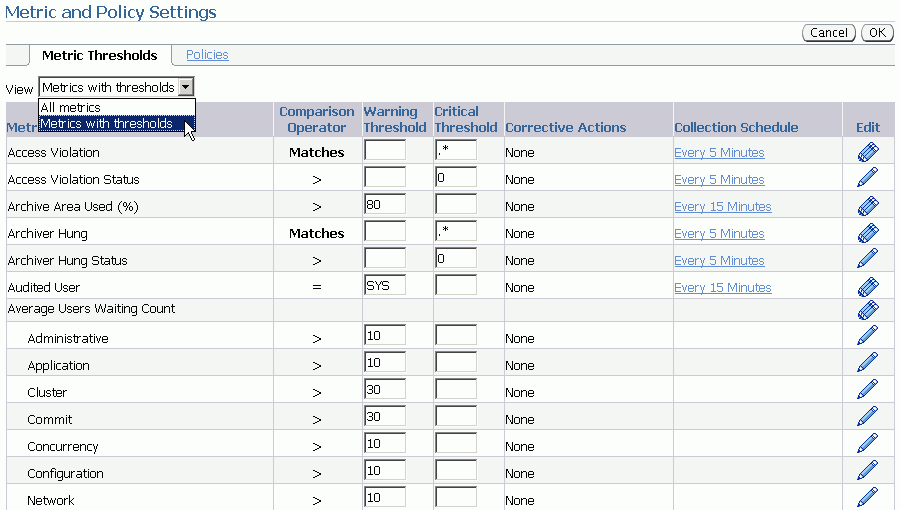 Metric and Policy Settings
Cancel OK
Metric Thresholds Policies
View Metrics with thresholds
All metrics
Metrics with thresholds
Comparison Warning Critical
Metr Operator Threshold Threshold Corrective Actions Collection Schedule Edit
Access Violation Matches .* None Every 5 Minutes
Access Violation Status > 0 None Every 5 Minutes
Archive Area Used (%) > 80 None Every 15 Minutes
Archiver Hung Matches .* None Every 5 Minutes
Archiver Hung Status > 0 None Every 5 Minutes
Audited User = SYS None Every 15 Minutes
Average Users Waiting Count
Administrative > 10 None
Application > 10 None
Cluster > 30 None
Commit > 30 None
Concurrency > 10 None
Configuration > 10 None
Network > 10 None